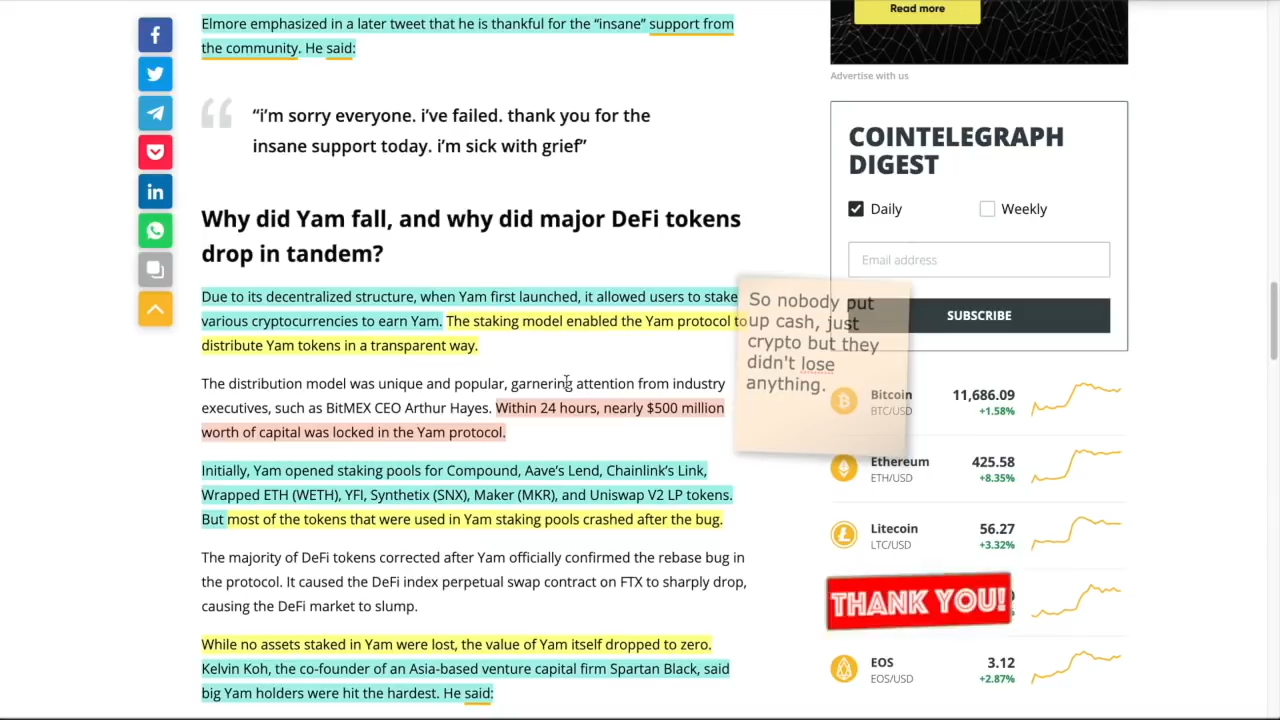 Elmore emphasized in a later tweet that he is thankful for the “insane” support from
the community. He said:
“i’m sorry everyone. i’ve failed. thank you for the
insane support today. i’m sick with grief”
Why did Yam fall, and why did major DeFi tokens
drop in tandem?
Due to its decentralized structure, when Yam first launched, it allowed users to stake
various cryptocurrencies to earn Yam. The staking model enabled the Yam protocol to
distribute Yam tokens in a transparent way.
The distribution model was unique and popular, garnering attention from industry
executives, such as BitMEX CEO Arthur Hayes. Within 24 hours, nearly $500 million
worth of capital was locked in the Yam protocol.
Initially, Yam opened staking pools for Compound, Aave’s Lend, Chainlink’s Link,
Wrapped ETH (WETH), YFI, Synthetix (SNX), Maker (MKR), and Uniswap V2 LP tokens.
But most of the tokens that were used in Yam staking pools crashed after the bug.
The majority of DeFi tokens corrected after Yam officially confirmed the rebase bug in
the protocol. It caused the DeFi index perpetual swap contract on FTX to sharply drop,
causing the DeFi market to slump.
While no assets staked in Yam were lost, the value of Yam itself dropped to zero.
Kelvin Koh, the co-founder of an Asia-based venture capital firm Spartan Black, said
big Yam holders were hit the hardest. He said:
So nobody put
up cash, just
crypto but they
didn't lose
anything.
Read more
Advertise with us
COINTELEGRAPH
DIGEST
Daily Weekly
Email address
SUBSCRIBE
Bitcoin 11,686.09
BTC/USD +1.58%
Ethereum 425.58
ETH/USD +8.35%
Litecoin 56.27
LTC/USD +3.32%
THANK YOU!
EOS 3.12
EOS/USD +2.87%